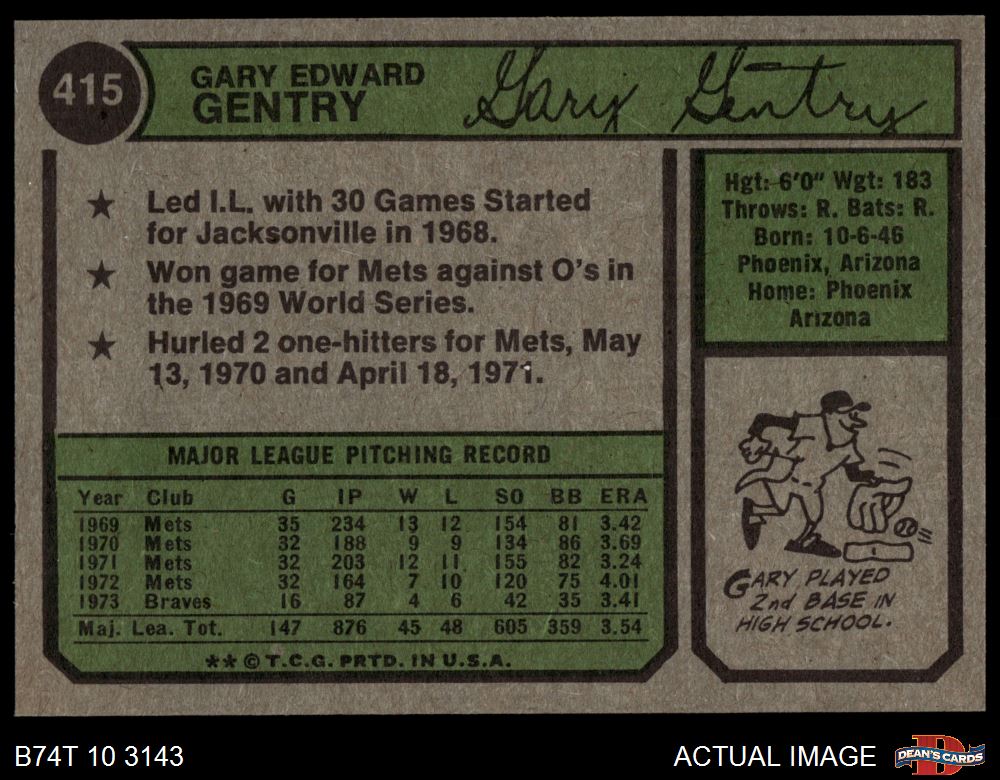 415
GARY EDWARD
GENTRY
Gary Gentry
★ Led I.L. with 30 Games Started
for Jacksonville in 1968.
★ Won game for Mets against O's in
the 1969 World Series.
★ Hurled 2 one-hitters for Mets, May
13, 1970 and April 18, 1971.
Hgt: 6'0" Wgt: 183
Throws: R. Bats: R.
Born: 10-6-46
Phoenix, Arizona
Home: Phoenix
Arizona
MAJOR LEAGUE PITCHING RECORD
Year Club G IP W L SO BB ERA
1969 Mets 35 234 13 12 154 81 3.42
1970 Mets 32 188 9 9 134 86 3.69
1971 Mets 32 203 12 11 155 82 3.24
1972 Mets 32 164 7 10 120 75 4.01
1973 Braves 16 87 4 6 42 35 3.41
Maj. Lea. Tot. 147 876 45 48 605 359 3.54
** © T.C.G. PRTD. IN U.S.A.
GARY PLAYED
2nd BASE IN
HIGH SCHOOL.
B74T 10 3143
ACTUAL IMAGE
DEAN'S CARDS